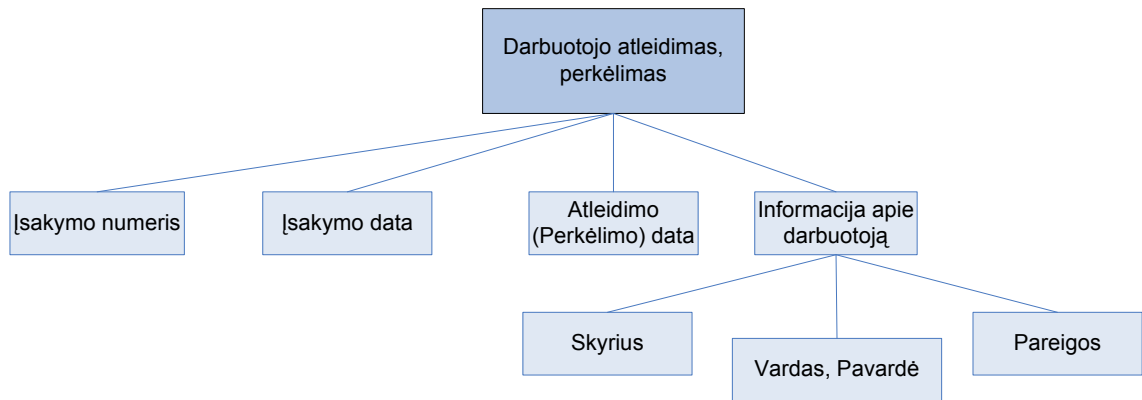 Darbuotojo atleidimas,
perkėlimas
Įsakymo numeris
Įsakymo data
Atleidimo
(Perkėlimo) data
Informacija apie
darbuotoją
Skyrius
Vardas, Pavardė
Pareigos